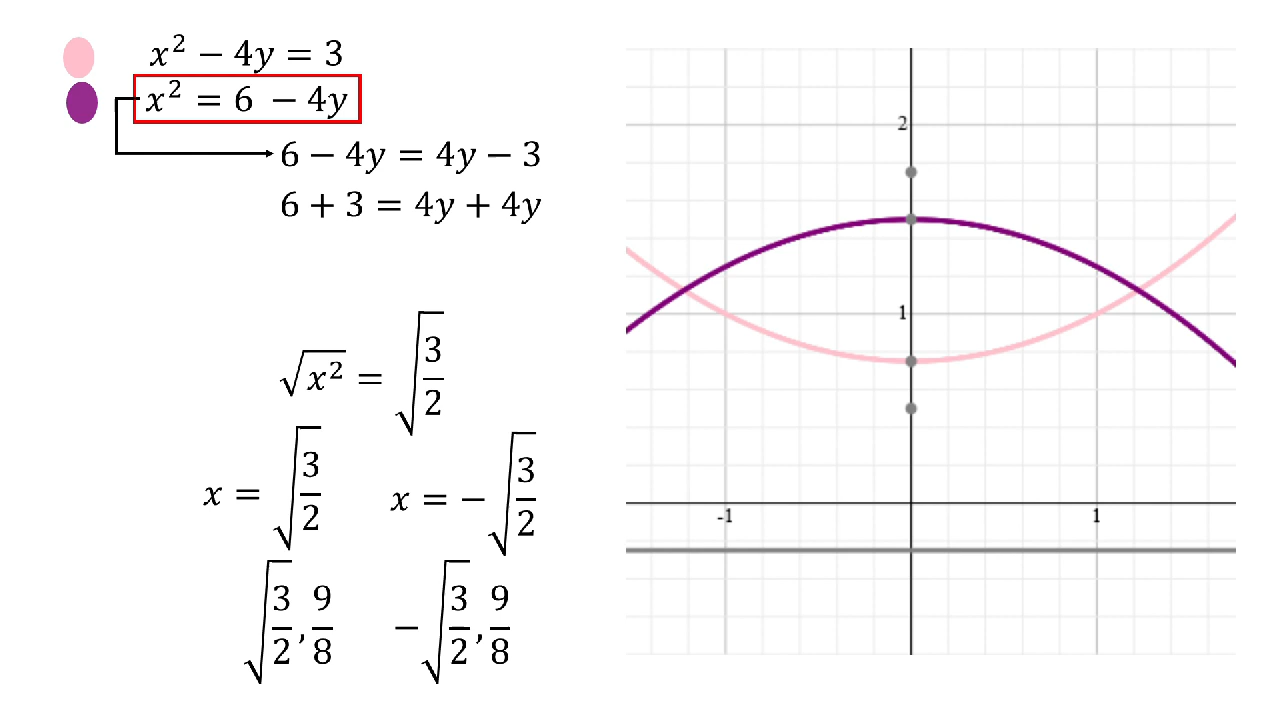 x² − 4y = 3
x² = 6 − 4y
6 − 4y = 4y − 3
6 + 3 = 4y + 4y
√x² = √(3/2)
x = √(3/2) x = −√(3/2)
√(3/2), 9/8 −√(3/2), 9/8
2
1
-1 1